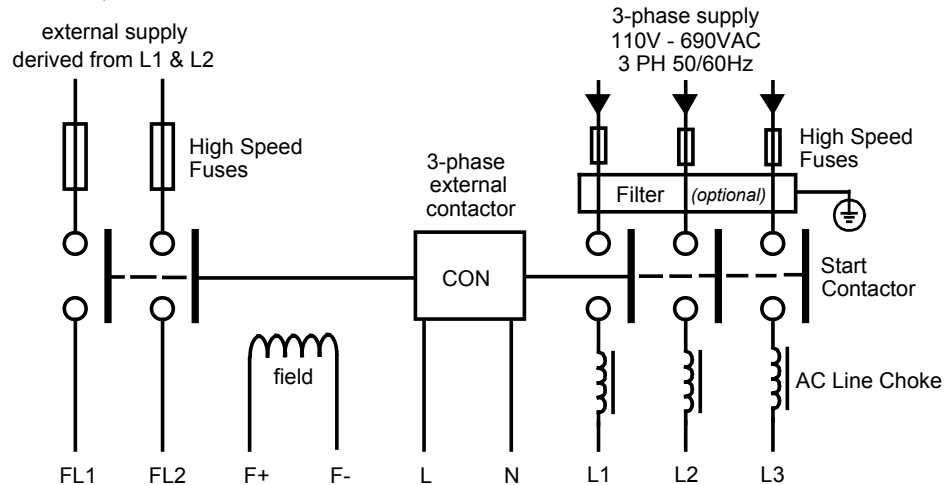 external supply
derived from L1 & L2
3-phase supply
110V - 690VAC
3 PH 50/60Hz
High Speed
Fuses
3-phase
external
contactor
High Speed
Fuses
Filter (optional)
CON
Start
Contactor
field
AC Line Choke
FL1 FL2 F+ F- L N L1 L2 L3